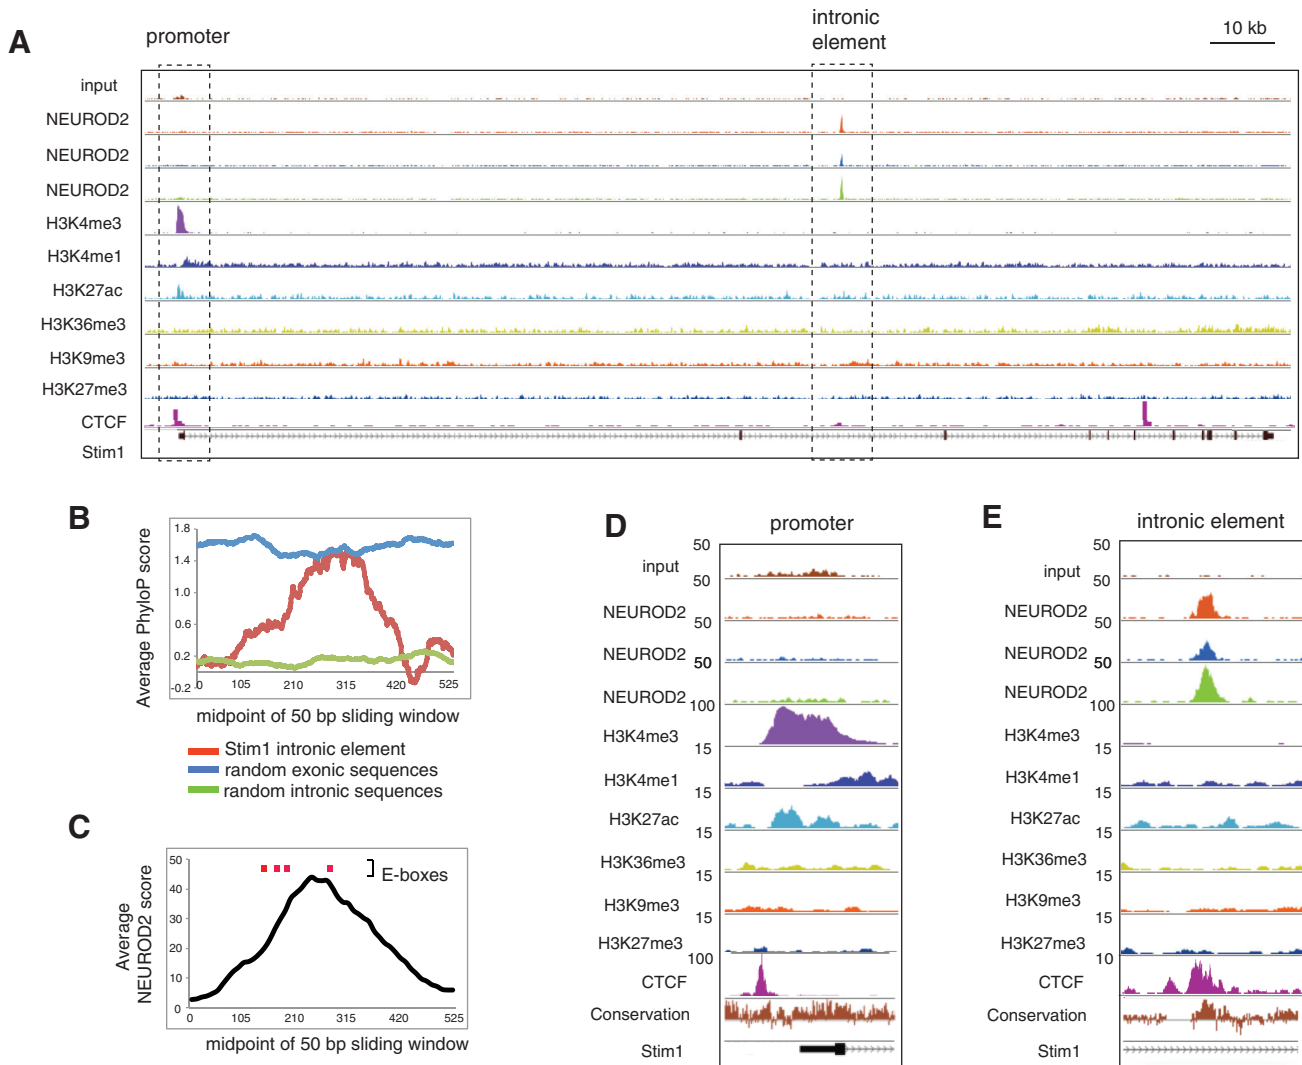 A
promoter
intronic
element
10 kb
input
NEUROD2
NEUROD2
NEUROD2
H3K4me3
H3K4me1
H3K27ac
H3K36me3
H3K9me3
H3K27me3
CTCF
Stim1
B
Average PhyloP score
1.8
1.4
1.0
0.6
0.2
-0.2
0
105
210
315
420
525
midpoint of 50 bp sliding window
Stim1 intronic element
random exonic sequences
random intronic sequences
C
Average
NEUROD2 score
50
40
30
20
10
0
E-boxes
0
105
210
315
420
525
midpoint of 50 bp sliding window
D
promoter
50
input
50
NEUROD2
50
NEUROD2
50
NEUROD2
100
H3K4me3
15
H3K4me1
15
H3K27ac
15
H3K36me3
15
H3K9me3
15
H3K27me3
100
CTCF
Conservation
Stim1
E
intronic element
50
input
50
NEUROD2
50
NEUROD2
50
NEUROD2
100
H3K4me3
15
H3K4me1
15
H3K27ac
15
H3K36me3
15
H3K9me3
15
H3K27me3
10
CTCF
Conservation
Stim1